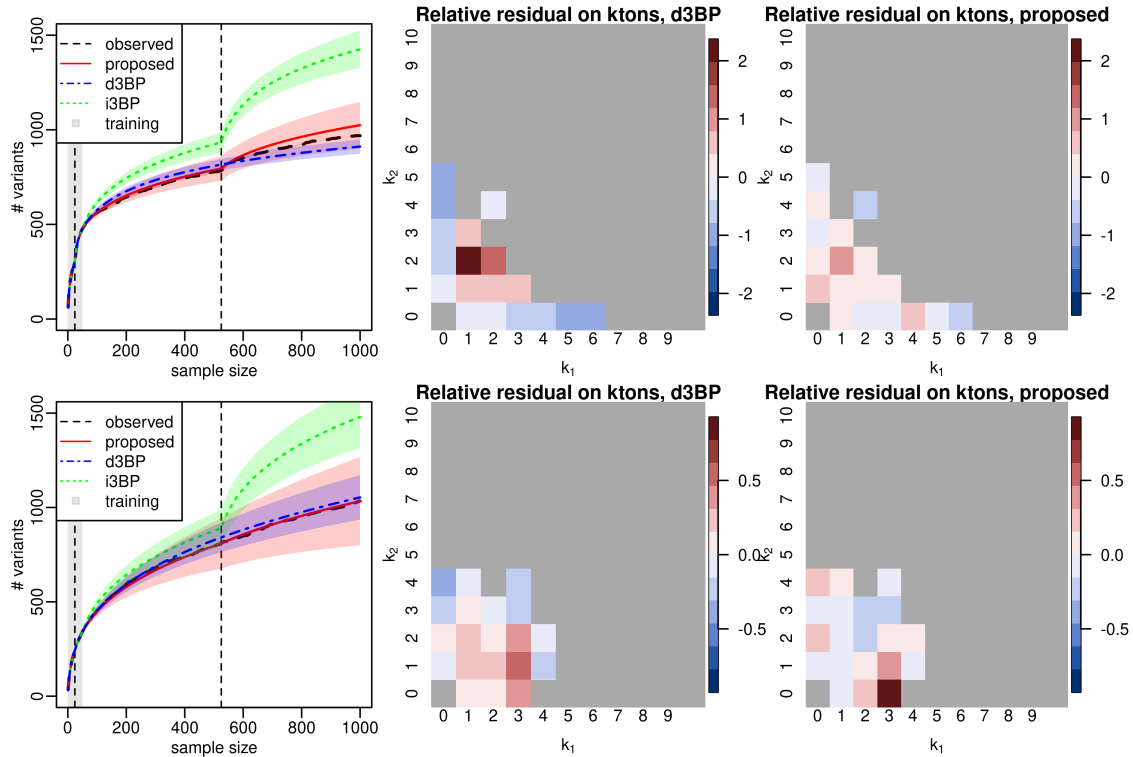 observed
proposed
d3BP
i3BP
training
# variants
0 500 1000 1500
0 200 400 600 800 1000
sample size
Relative residual on ktons, d3BP
k2
0 1 2 3 4 5 6 7 8 9 10
0 1 2 3 4 5 6 7 8 9
k1
2
1
0
-1
-2
Relative residual on ktons, proposed
k2
0 1 2 3 4 5 6 7 8 9 10
0 1 2 3 4 5 6 7 8 9
k1
2
1
0
-1
-2
observed
proposed
d3BP
i3BP
training
# variants
0 500 1000 1500
0 200 400 600 800 1000
sample size
Relative residual on ktons, d3BP
k2
0 1 2 3 4 5 6 7 8 9 10
0 1 2 3 4 5 6 7 8 9
k1
0.5
0.0
-0.5
Relative residual on ktons, proposed
k2
0 1 2 3 4 5 6 7 8 9 10
0 1 2 3 4 5 6 7 8 9
k1
0.5
0.0
-0.5